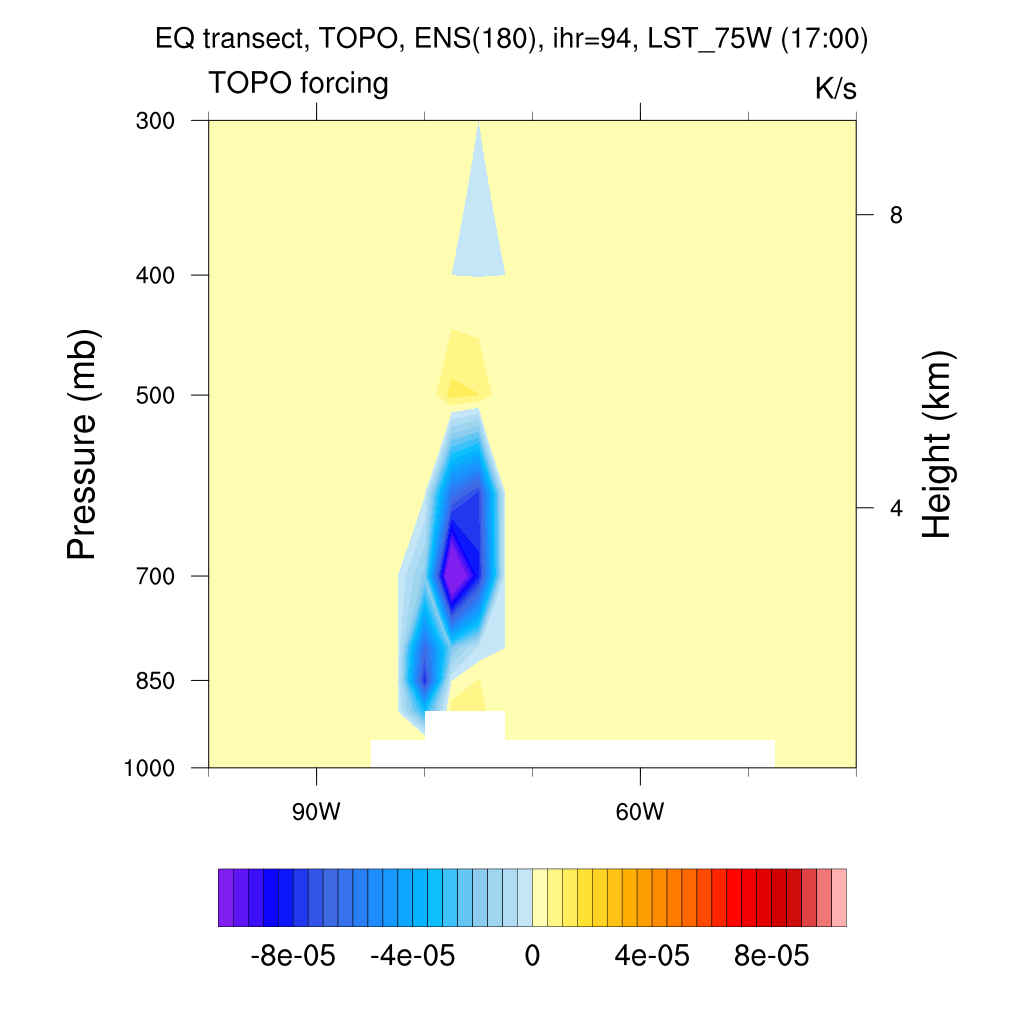 EQ transect, TOPO, ENS(180), ihr=94, LST_75W (17:00)
TOPO forcing
K/s
300
400
500
700
850
1000
Pressure (mb)
8
4
Height (km)
90W
60W
-8e-05
-4e-05
0
4e-05
8e-05